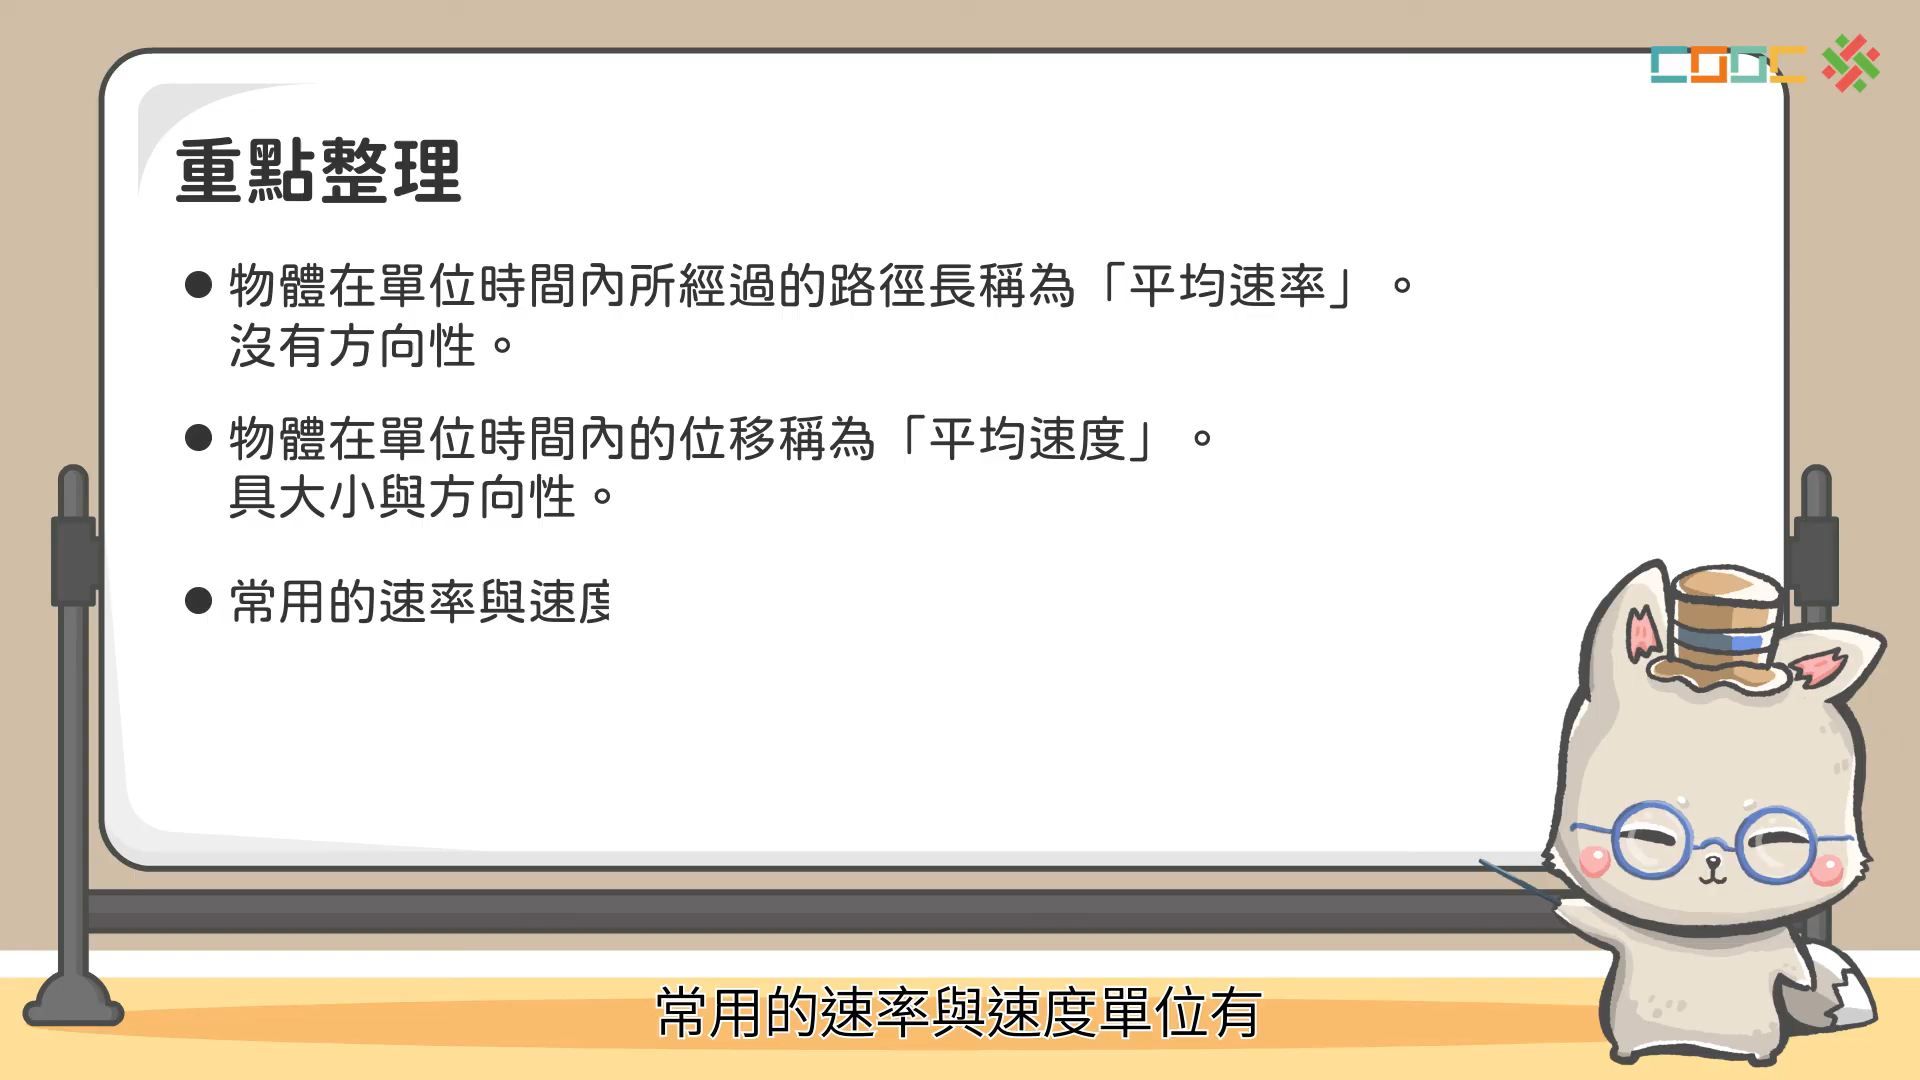 CODC
重點整理
●物體在單位時間內所經過的路徑長稱為「平均速率」。
沒有方向性。
●物體在單位時間內的位移稱為「平均速度」。
具大小與方向性。
●常用的速率與速度
常用的速率與速度單位有